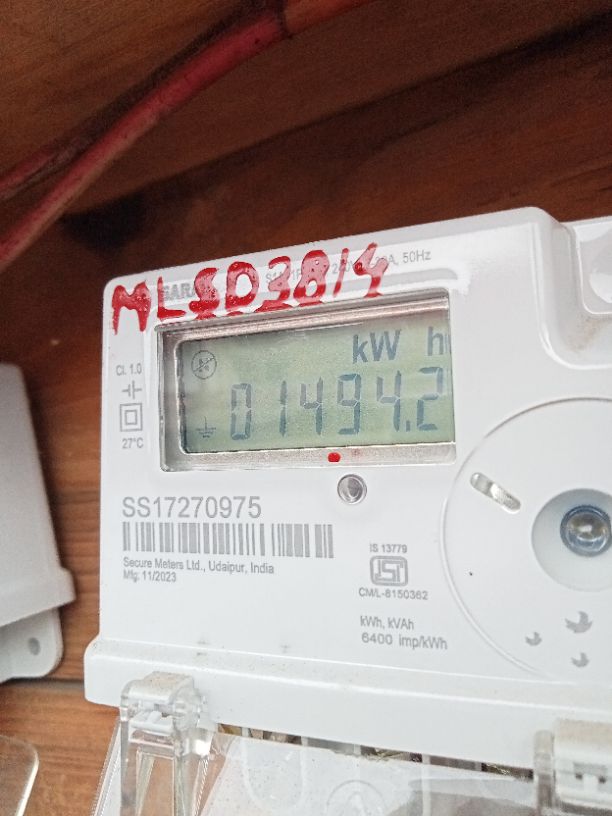 MLSD3814
50Hz
Cl. 1.0
27°C
kW h
01494.2
SS17270975
Secure Meters Ltd., Udaipur, India
Mfg. 11/2023
IS 13779
CM/L-8150362
kWh, kVAh
6400 imp/kWh